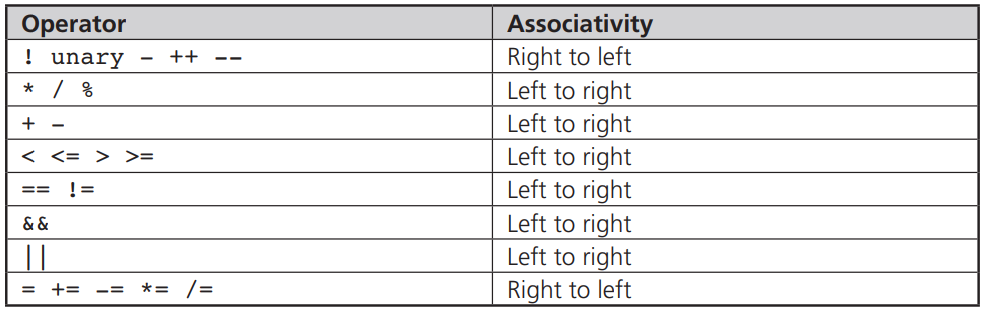 Operator Associativity
! unary - ++ -- Right to left
* / % Left to right
+ - Left to right
< <= > >= Left to right
== != Left to right
&& Left to right
|| Left to right
= += -= *= /= Right to left